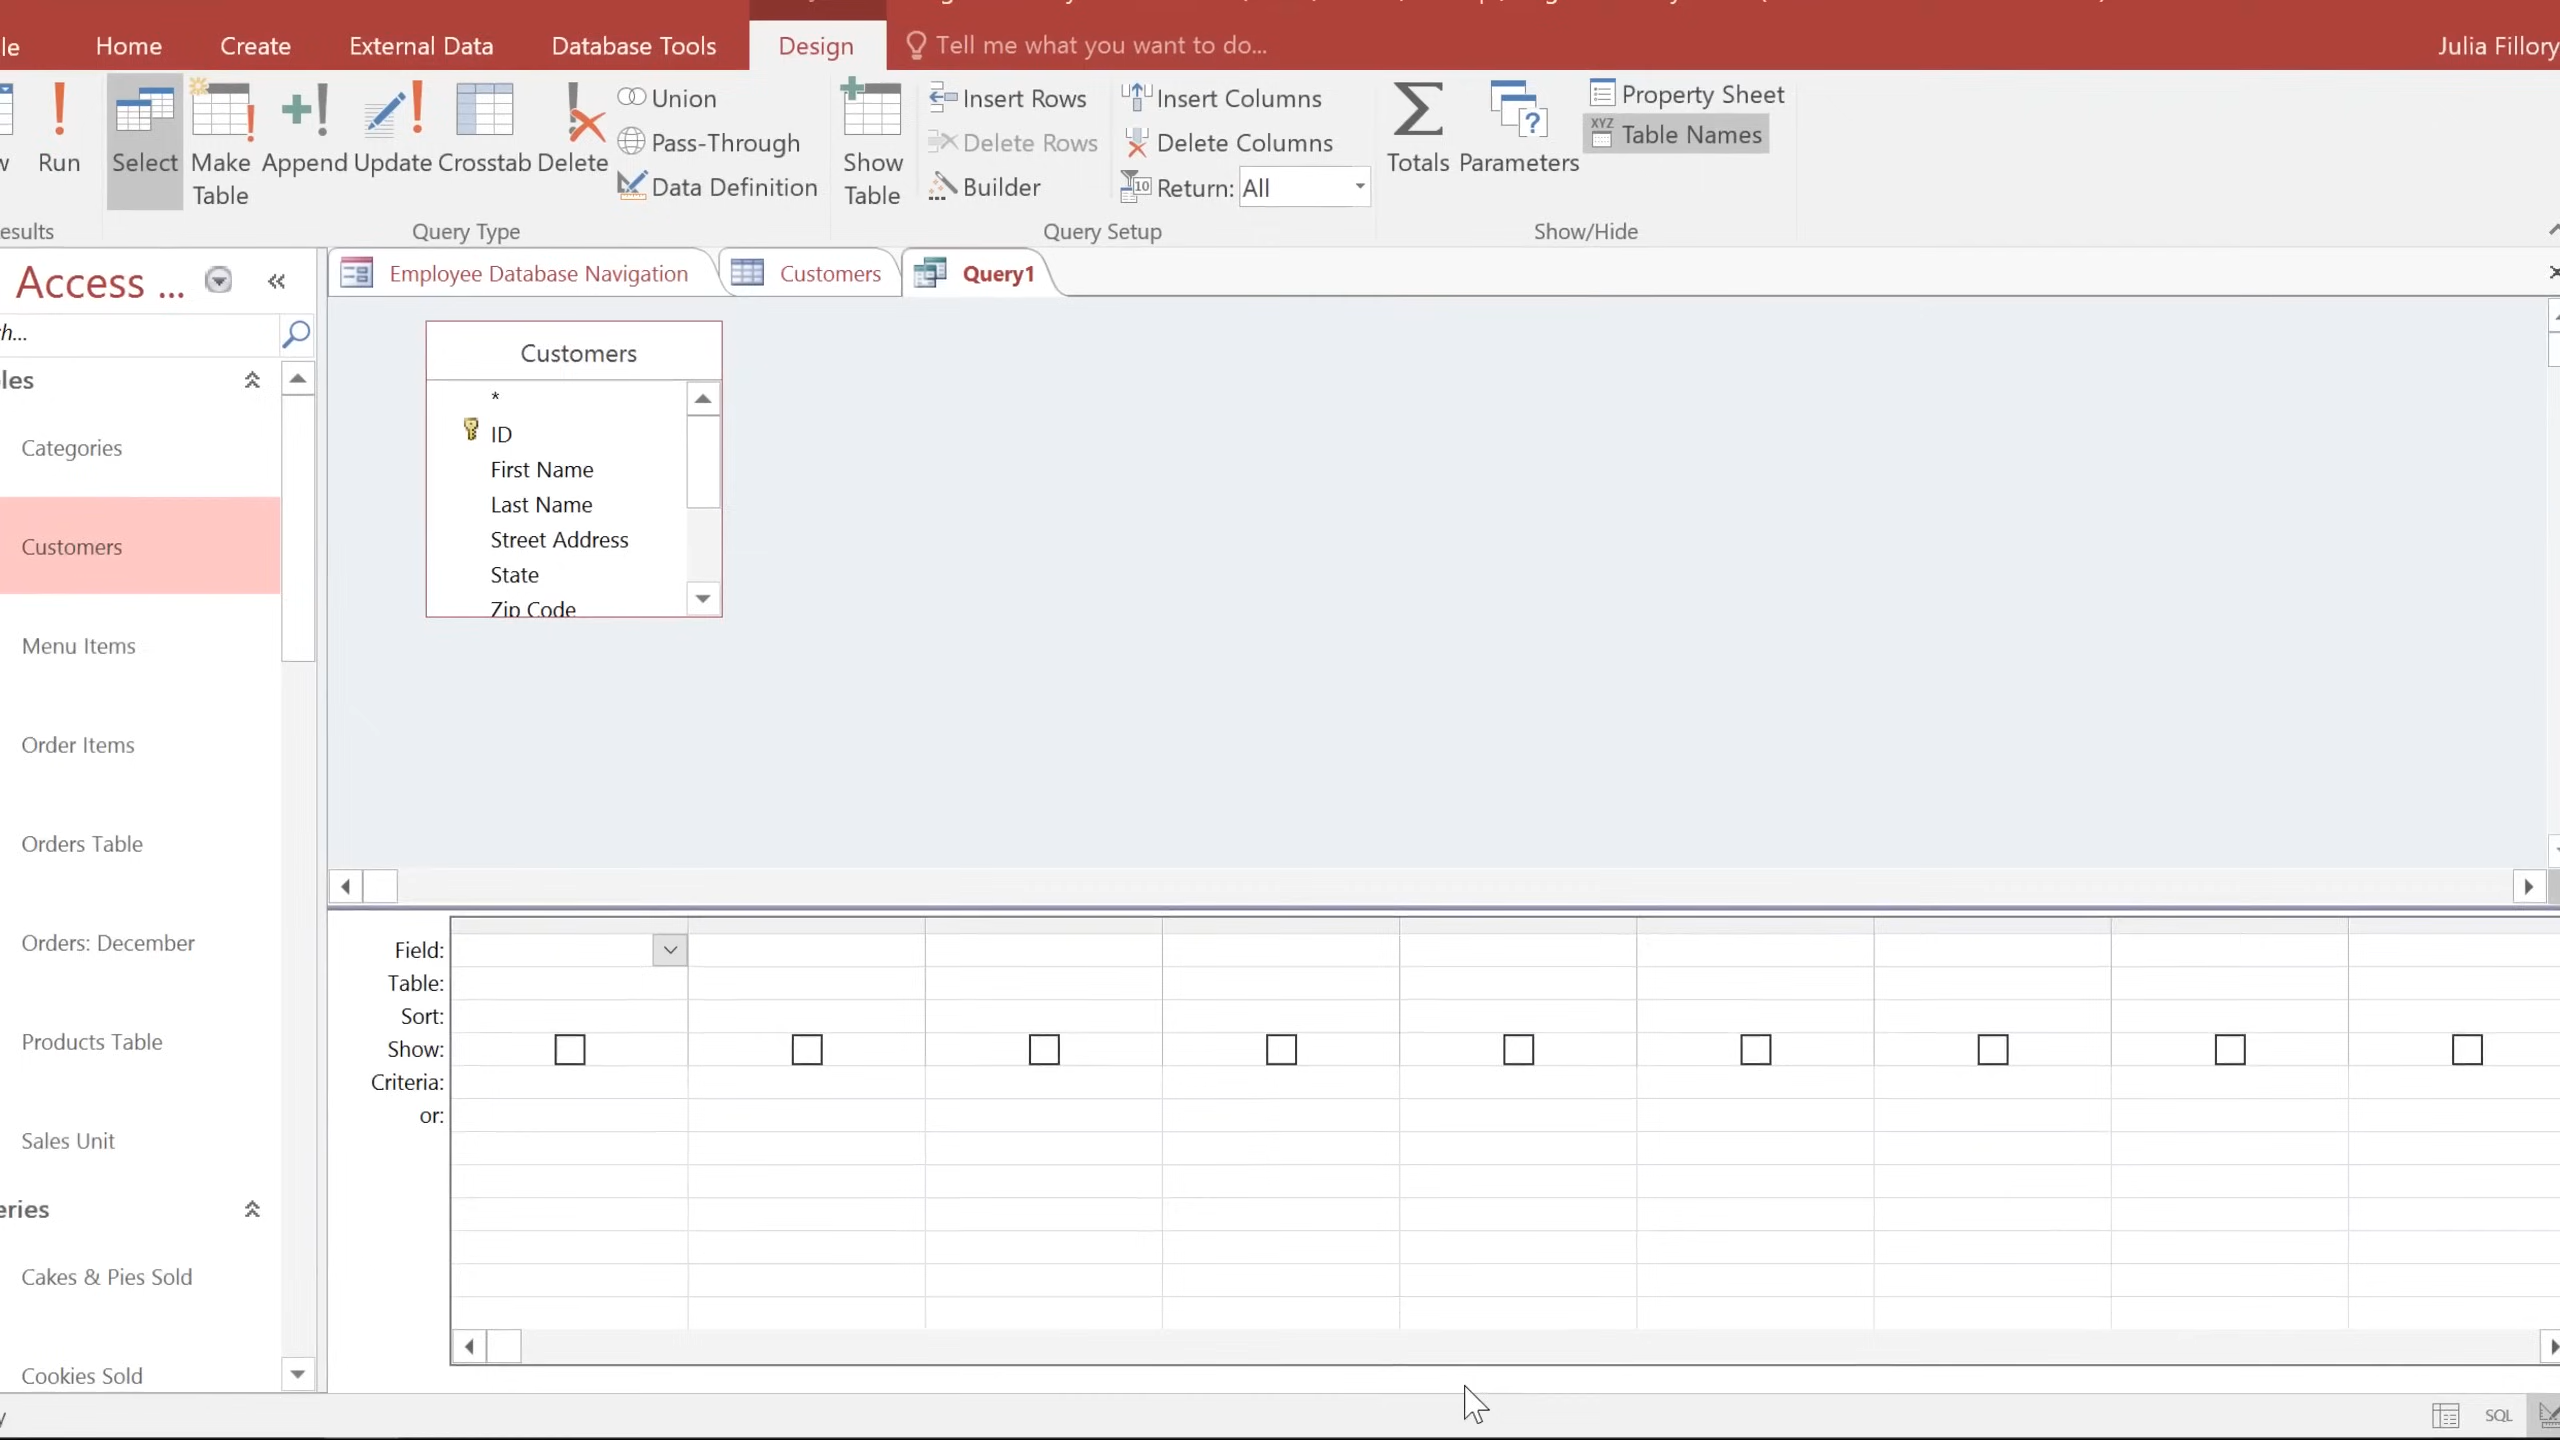 le Home Create External Data Database Tools Design Tell me what you want to do... Julia Fillory
w Run Select Make Table Append Update Crosstab Delete
Union
Pass-Through
Data Definition
Show Table
Insert Rows
Delete Rows
Builder
Insert Columns
Delete Columns
10 Return: All
Totals Parameters
Property Sheet
XYZ Table Names
esults Query Type Query Setup Show/Hide
Access ... «
Employee Database Navigation Customers Query1
h...
les
Categories
Customers
Menu Items
Order Items
Orders Table
Orders: December
Products Table
Sales Unit
eries
Cakes & Pies Sold
Cookies Sold
Customers
*
ID
First Name
Last Name
Street Address
State
Zip Code
Field:
Table:
Sort:
Show:
Criteria:
or:
y SQL